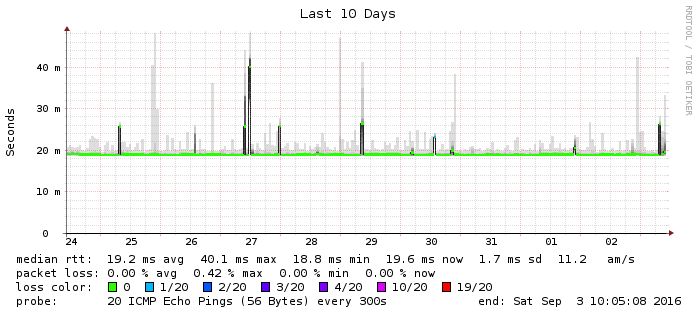 Last 10 Days
RRDTOOL / TOBI OETIKER
Seconds
40 m
30 m
20 m
10 m
0
24 25 26 27 28 29 30 31 01 02
median rtt: 19.2 ms avg 40.1 ms max 18.8 ms min 19.6 ms now 1.7 ms sd 11.2 am/s
packet loss: 0.00 % avg 0.42 % max 0.00 % min 0.00 % now
loss color: 0 1/20 2/20 3/20 4/20 10/20 19/20
probe: 20 ICMP Echo Pings (56 Bytes) every 300s end: Sat Sep 3 10:05:08 2016